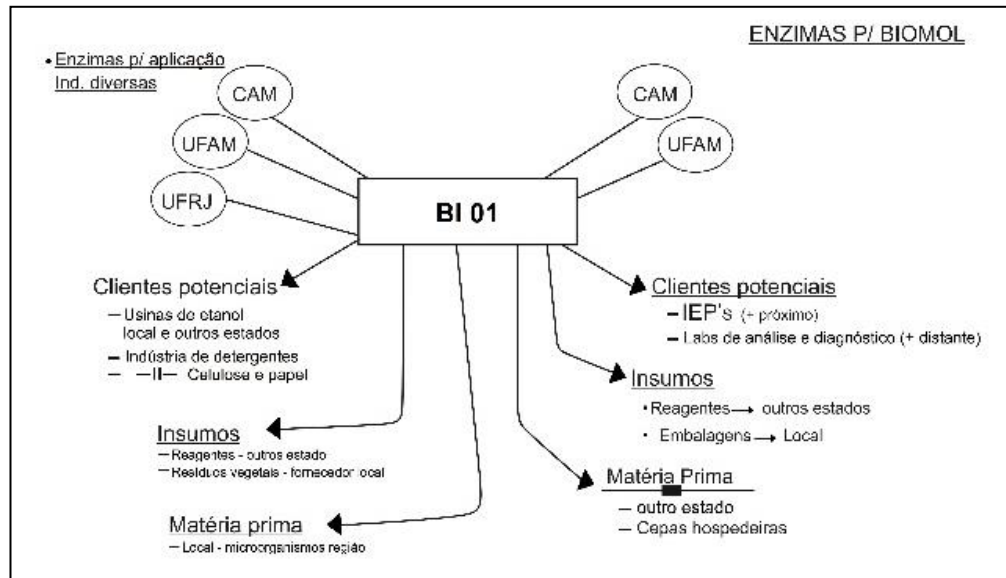 ENZIMAS P/ BIOMOL
• Enzimas p/ aplicação
Ind. diversas
CAM
UFAM
UFRJ
CAM
UFAM
BI 01
Clientes potenciais
– Usinas de etanol
local e outros estados
– Indústria de detergentes
– –II– Celulose e papel
Insumos
– Reagentes - outros estado
– Resíduos vegetais - fornecedor local
Matéria prima
– Local - microorganismos região
Clientes potenciais
– IEP's (+ próximo)
– Labs de análise e diagnóstico (+ distante)
Insumos
• Reagentes → outros estados
• Embalagens → Local
Matéria Prima
– outro estado
– Cepas hospedeiras